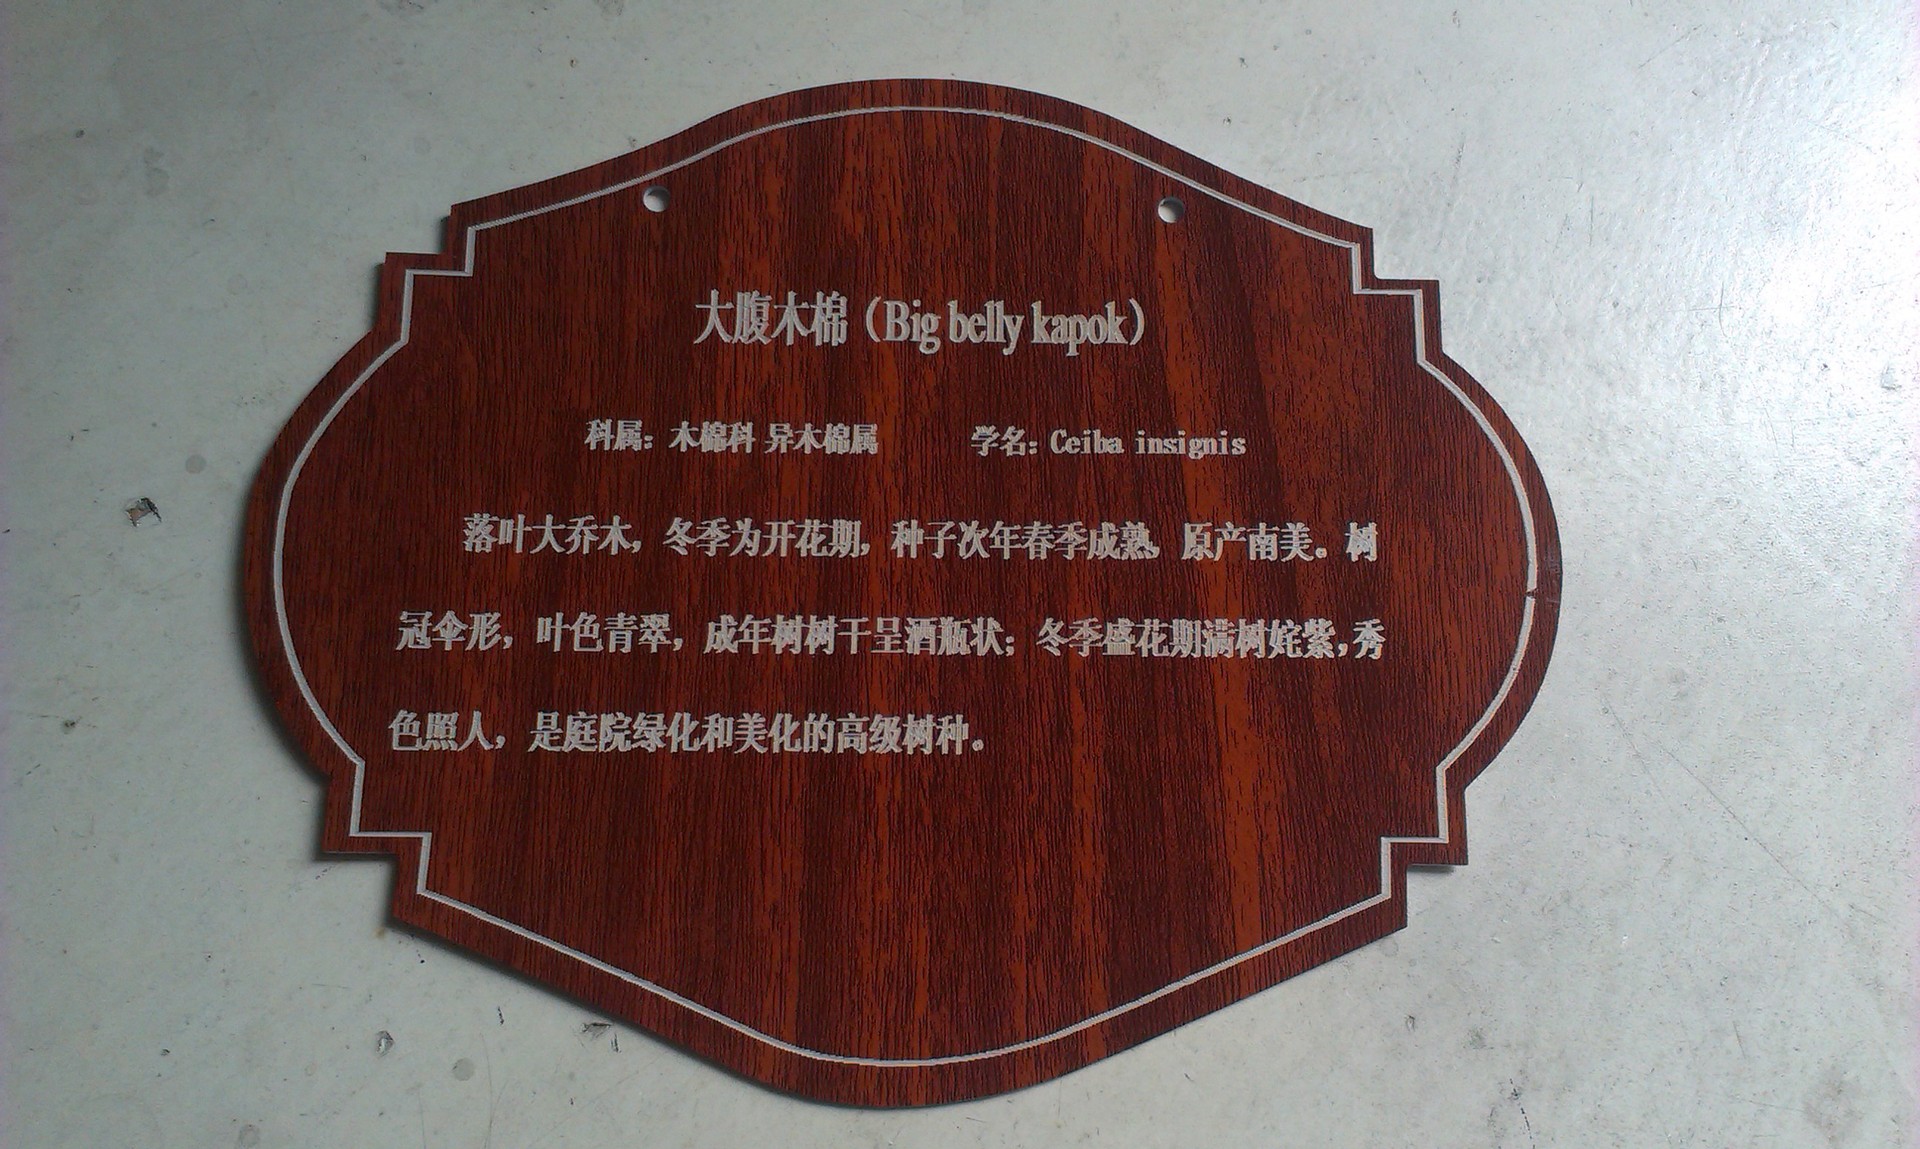 大腹木棉（Big belly kapok）
科属：木棉科 异木棉属 学名：Ceiba insignis
落叶大乔木，冬季为开花期，种子次年春季成熟，原产南美。树
冠伞形，叶色青翠，成年树树干呈酒瓶状；冬季盛花期满树姹紫，秀
色照人，是庭院绿化和美化的高级树种。